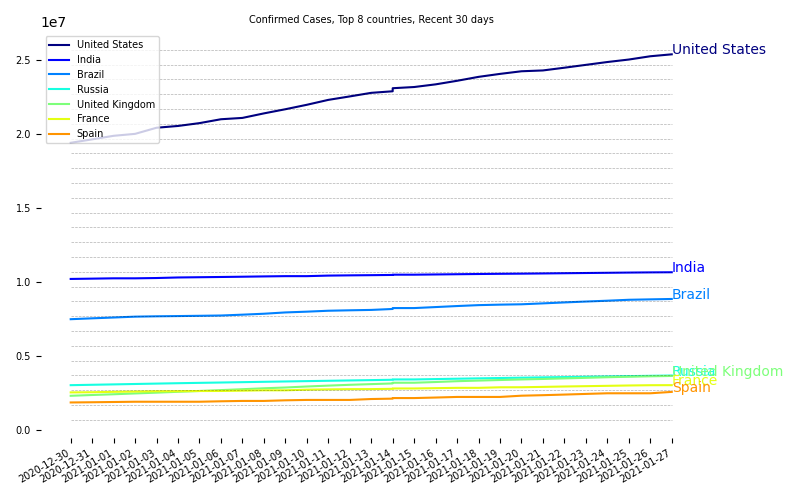 Confirmed Cases, Top 8 countries, Recent 30 days
1e7
United States
India
Brazil
Russia
United Kingdom
France
Spain
2.5
2.0
1.5
1.0
0.5
0.0
United States
India
Brazil
Russia
United Kingdom
France
Spain
2020-12-30
2020-12-31
2021-01-01
2021-01-02
2021-01-03
2021-01-04
2021-01-05
2021-01-06
2021-01-07
2021-01-08
2021-01-09
2021-01-10
2021-01-11
2021-01-12
2021-01-13
2021-01-14
2021-01-15
2021-01-16
2021-01-17
2021-01-18
2021-01-19
2021-01-20
2021-01-21
2021-01-22
2021-01-23
2021-01-24
2021-01-25
2021-01-26
2021-01-27